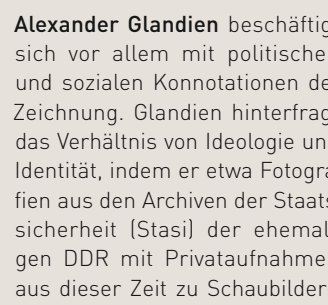 Alexander Glandien beschäftig
sich vor allem mit politische
und sozialen Konnotationen de
Zeichnung. Glandien hinterfrag
das Verhältnis von Ideologie un
Identität, indem er etwa Fotogra
fien aus den Archiven der Staats
sicherheit (Stasi) der ehemal
gen DDR mit Privataufnahme
aus dieser Zeit zu Schaubilder